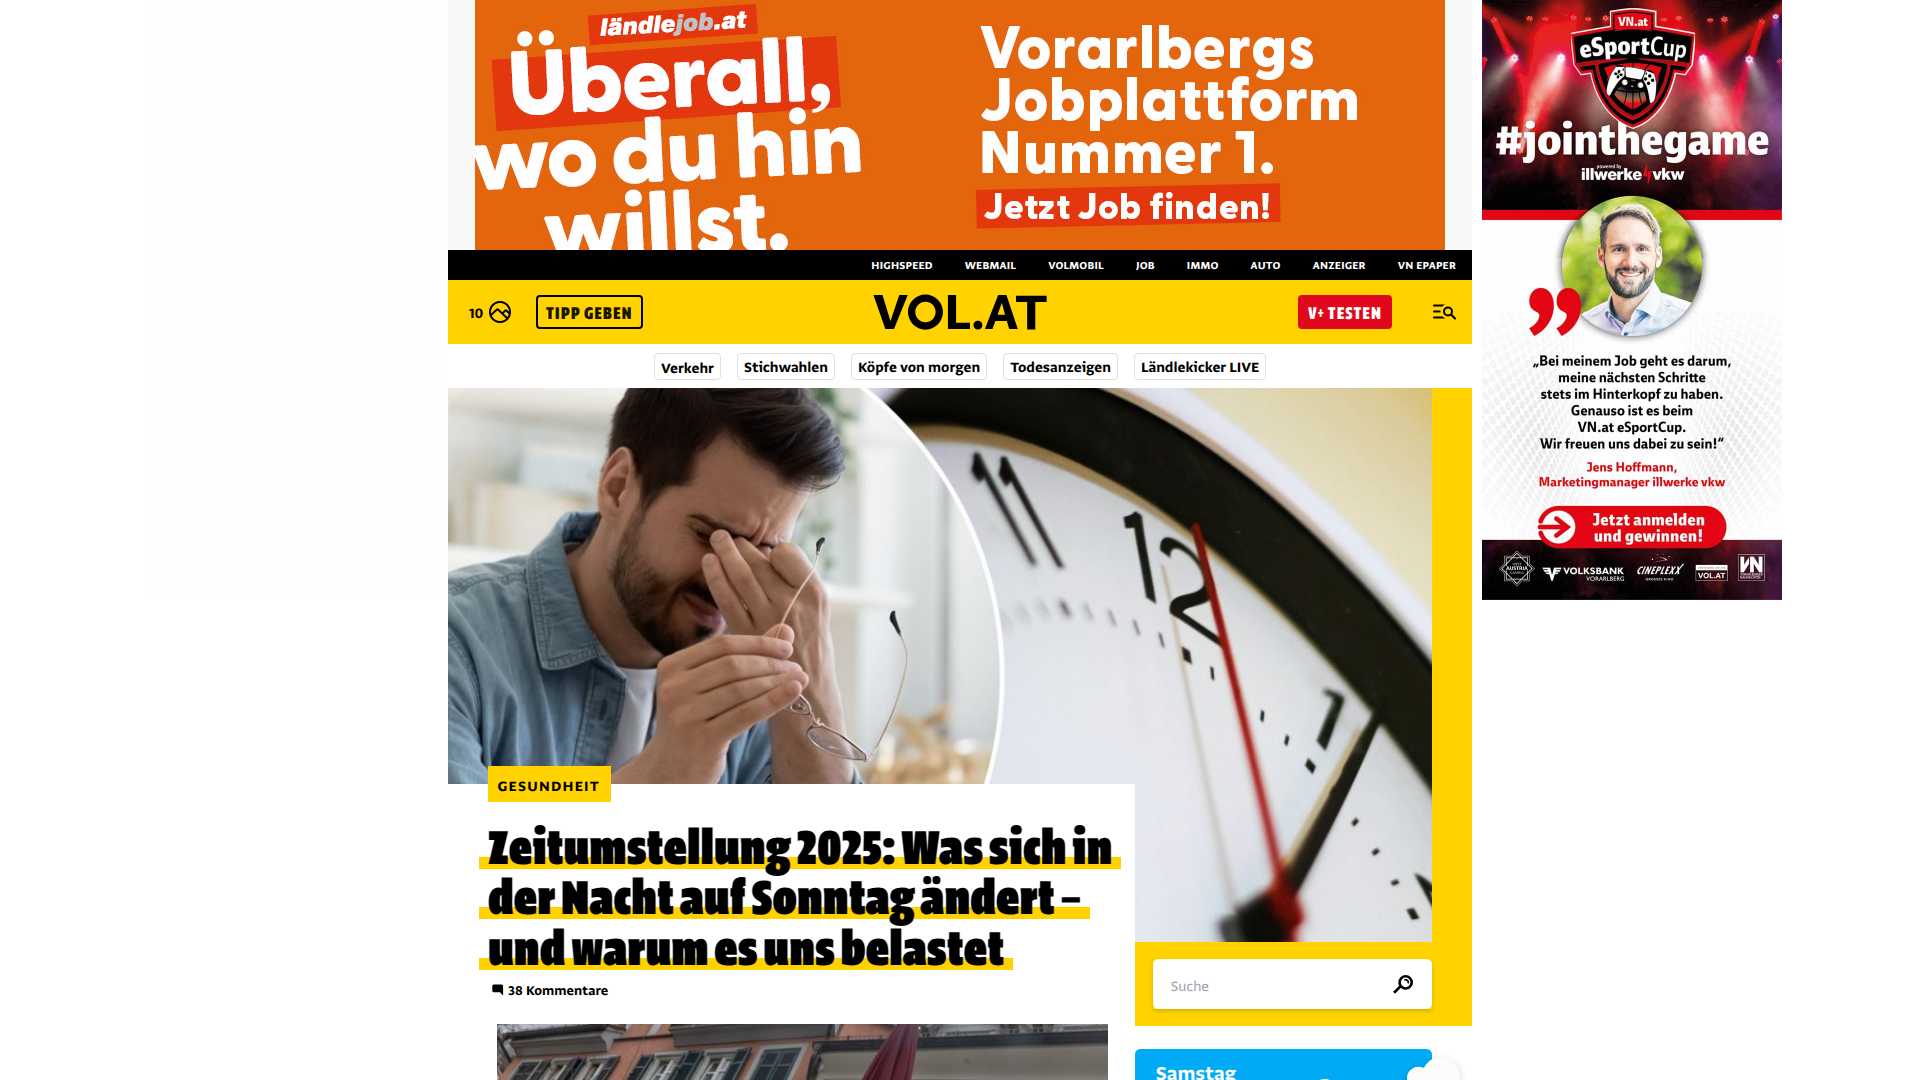 ländlejob.at
Überall,
wo du hin
willst.
Vorarlbergs
Jobplattform
Nummer 1.
Jetzt Job finden!
VN.at
eSportCup
#jointhegame
powered by
illwerke vkw
„Bei meinem Job geht es darum,
meine nächsten Schritte
stets im Hinterkopf zu haben.
Genauso ist es beim
VN.at eSportCup.
Wir freuen uns dabei zu sein!“
Jens Hoffmann,
Marketingmanager illwerke vkw
Jetzt anmelden
und gewinnen!
VOLKSBANK
VORARLBERG
CINEPLEXX
VOL.AT
VN
HIGHSPEED WEBMAIL VOLMOBIL JOB IMMO AUTO ANZEIGER VN EPAPER
10 TIPP GEBEN VOL.AT V+ TESTEN
Verkehr Stichwahlen Köpfe von morgen Todesanzeigen Ländlekicker LIVE
11
12
1
GESUNDHEIT
Zeitumstellung 2025: Was sich in
der Nacht auf Sonntag ändert –
und warum es uns belastet
38 Kommentare
Suche
Samstag